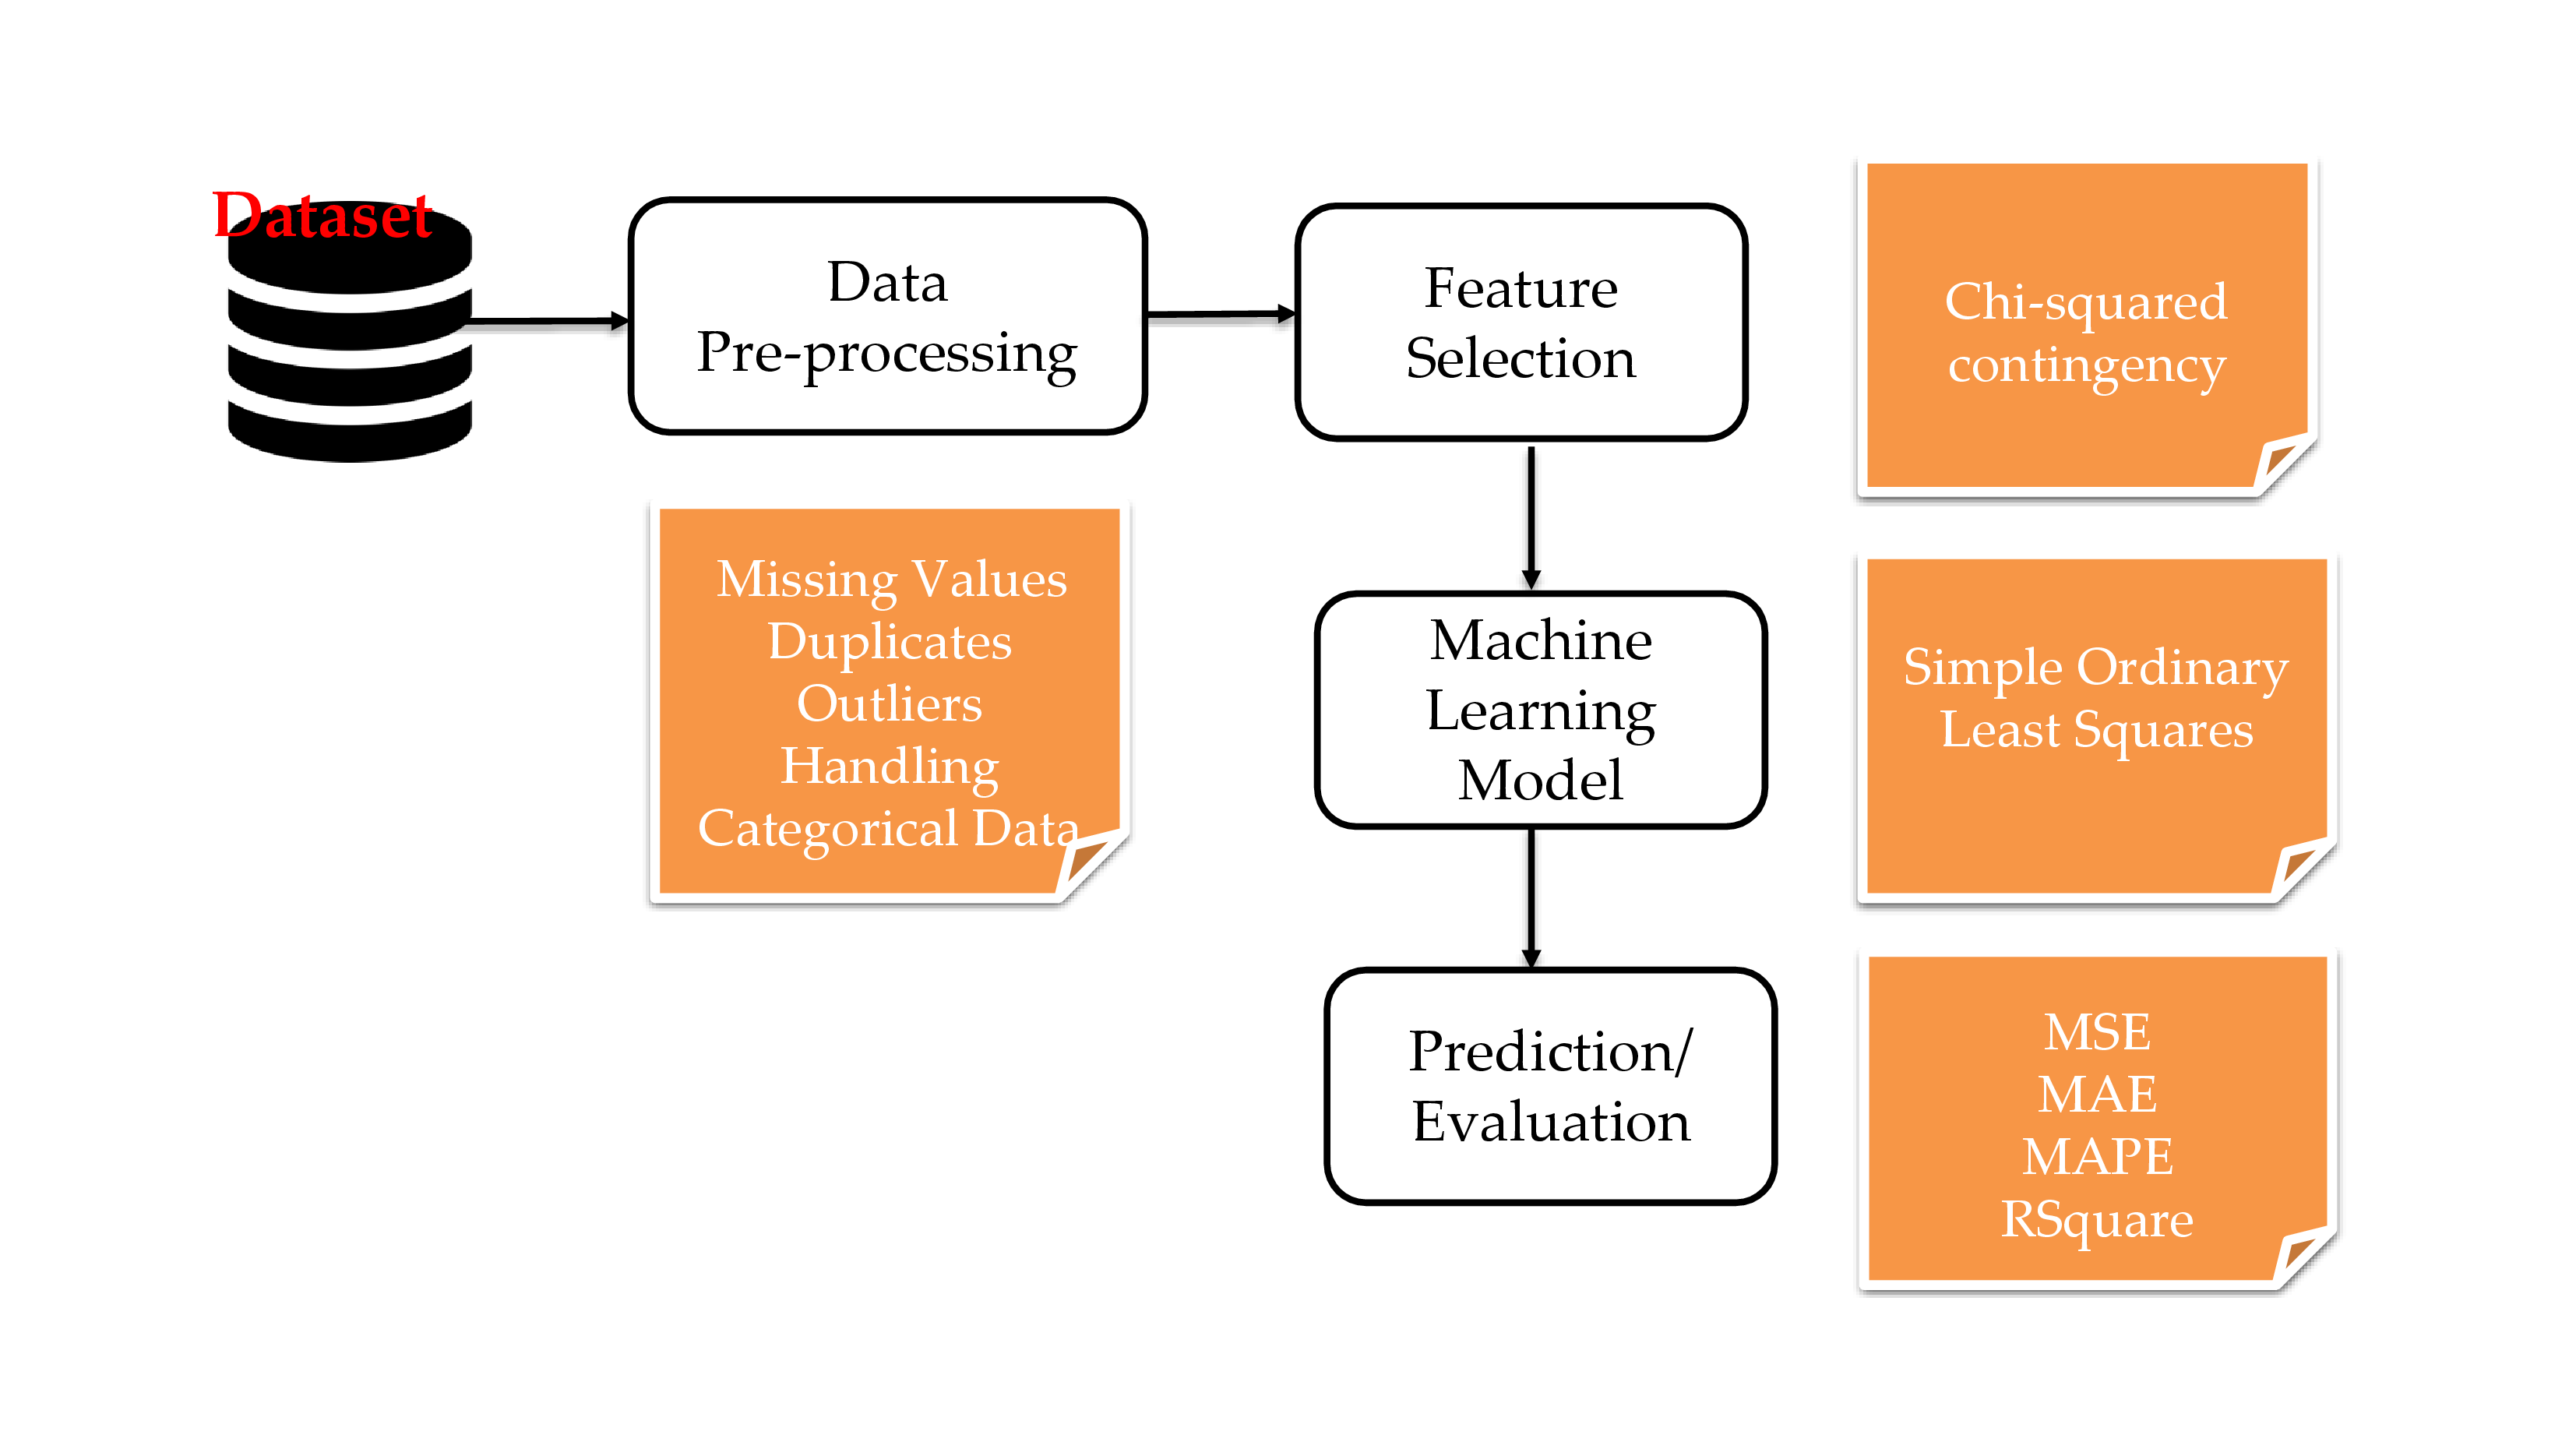 Dataset
Data
Pre-processing
Feature
Selection
Chi-squared
contingency
Missing Values
Duplicates
Outliers
Handling
Categorical Data
Machine
Learning
Model
Simple Ordinary
Least Squares
Prediction/
Evaluation
MSE
MAE
MAPE
RSquare